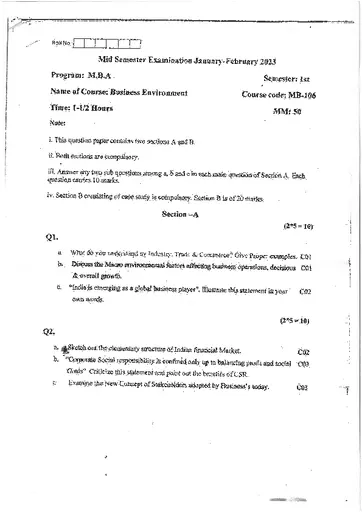 Roll No
Mid Semester Examination January-February 2023
Program: M.B.A
Semester: 1st
Name of Course: Business Environment
Course code: MB-106
Time: 1-1/2 Hours
MM: 50
Note:
i. This question paper contains two sections A and B.
ii. Both sections are compulsory.
iii. Answer any two sub questions among a, b and c in each main question of Section A. Each
question carries 10 marks.
iv. Section B consisting of case study is compulsory. Section B is of 20 marks.
Section –A
(2*5 = 10)
Q1.
a. What do you understand by Industry, Trade & Commerce? Give Proper examples. CO1
b. Discuss the Macro environmental factors affecting business operations, decisions CO1
& overall growth.
c. "India is emerging as a global business player". Illustrate this statement in your CO2
own words.
(2*5 = 10)
Q2.
a. Sketch out the elementary structure of Indian Financial Market. CO2
b. "Corporate Social responsibility is confined only up to balancing profit and social CO3
Goals" Criticize this statement and point out the benefits of CSR.
c. Examine the New Concept of Stakeholders adopted by Business's today. CO3